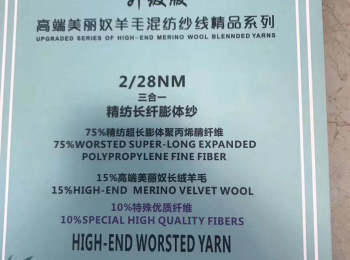 升级版
高端美丽奴羊毛混纺纱线精品系列
UPGRADED SERIES OF HIGH-END MERINO WOOL BLENNDED YARNS
2/28NM
三合一
精纺长纤膨体纱
75%精纺超长膨体聚丙烯腈纤维
75%WORSTED SUPER-LONG EXPANDED
POLYPROPYLENE FINE FIBER
15%高端美丽奴长绒羊毛
15%HIGH-END MERINO VELVET WOOL
10%特殊优质纤维
10%SPECIAL HIGH QUALITY FIBERS
HIGH-END WORSTED YARN